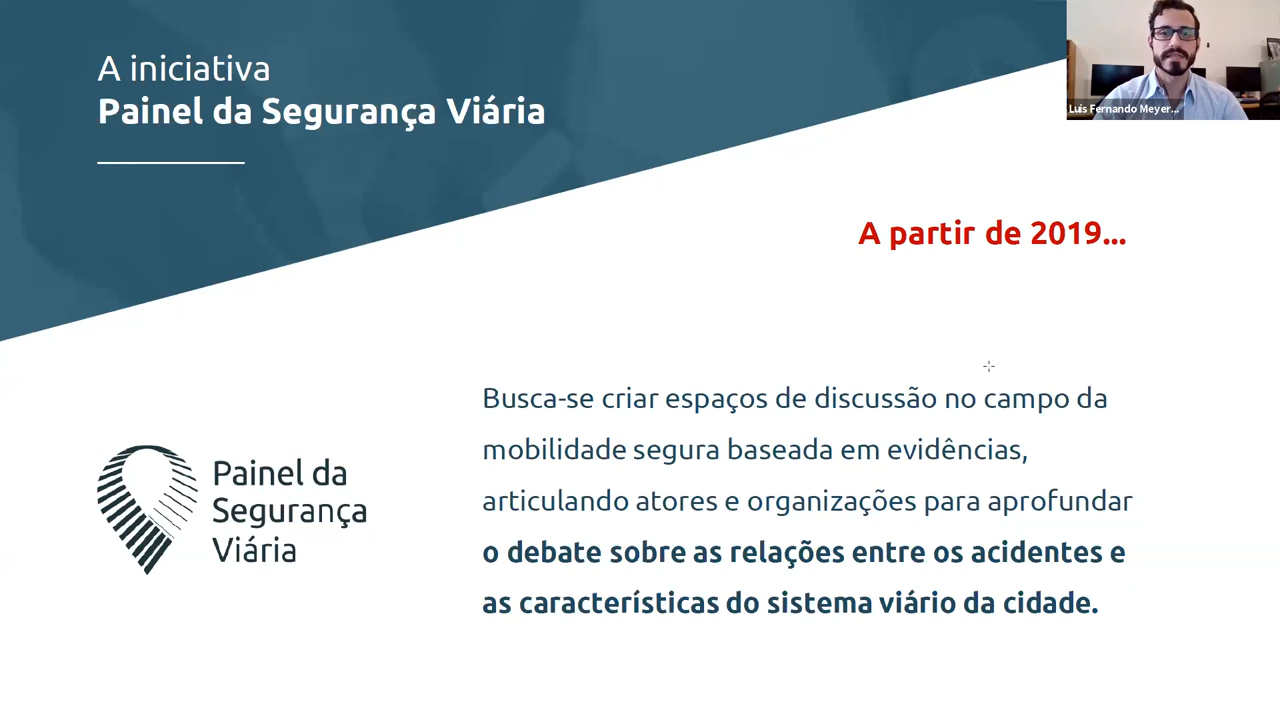 A iniciativa
Painel da Segurança Viária
Luis Fernando Meyer...
A partir de 2019...
Busca-se criar espaços de discussão no campo da
mobilidade segura baseada em evidências,
articulando atores e organizações para aprofundar
o debate sobre as relações entre os acidentes e
as características do sistema viário da cidade.
Painel da
Segurança
Viária